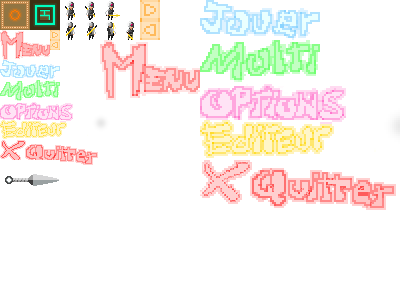 Menu
Jouer
Multi
OPTIONS
Editeur
X Quitter
Menu
Jouer
Multi
OPTIONS
Editeur
X Quitter